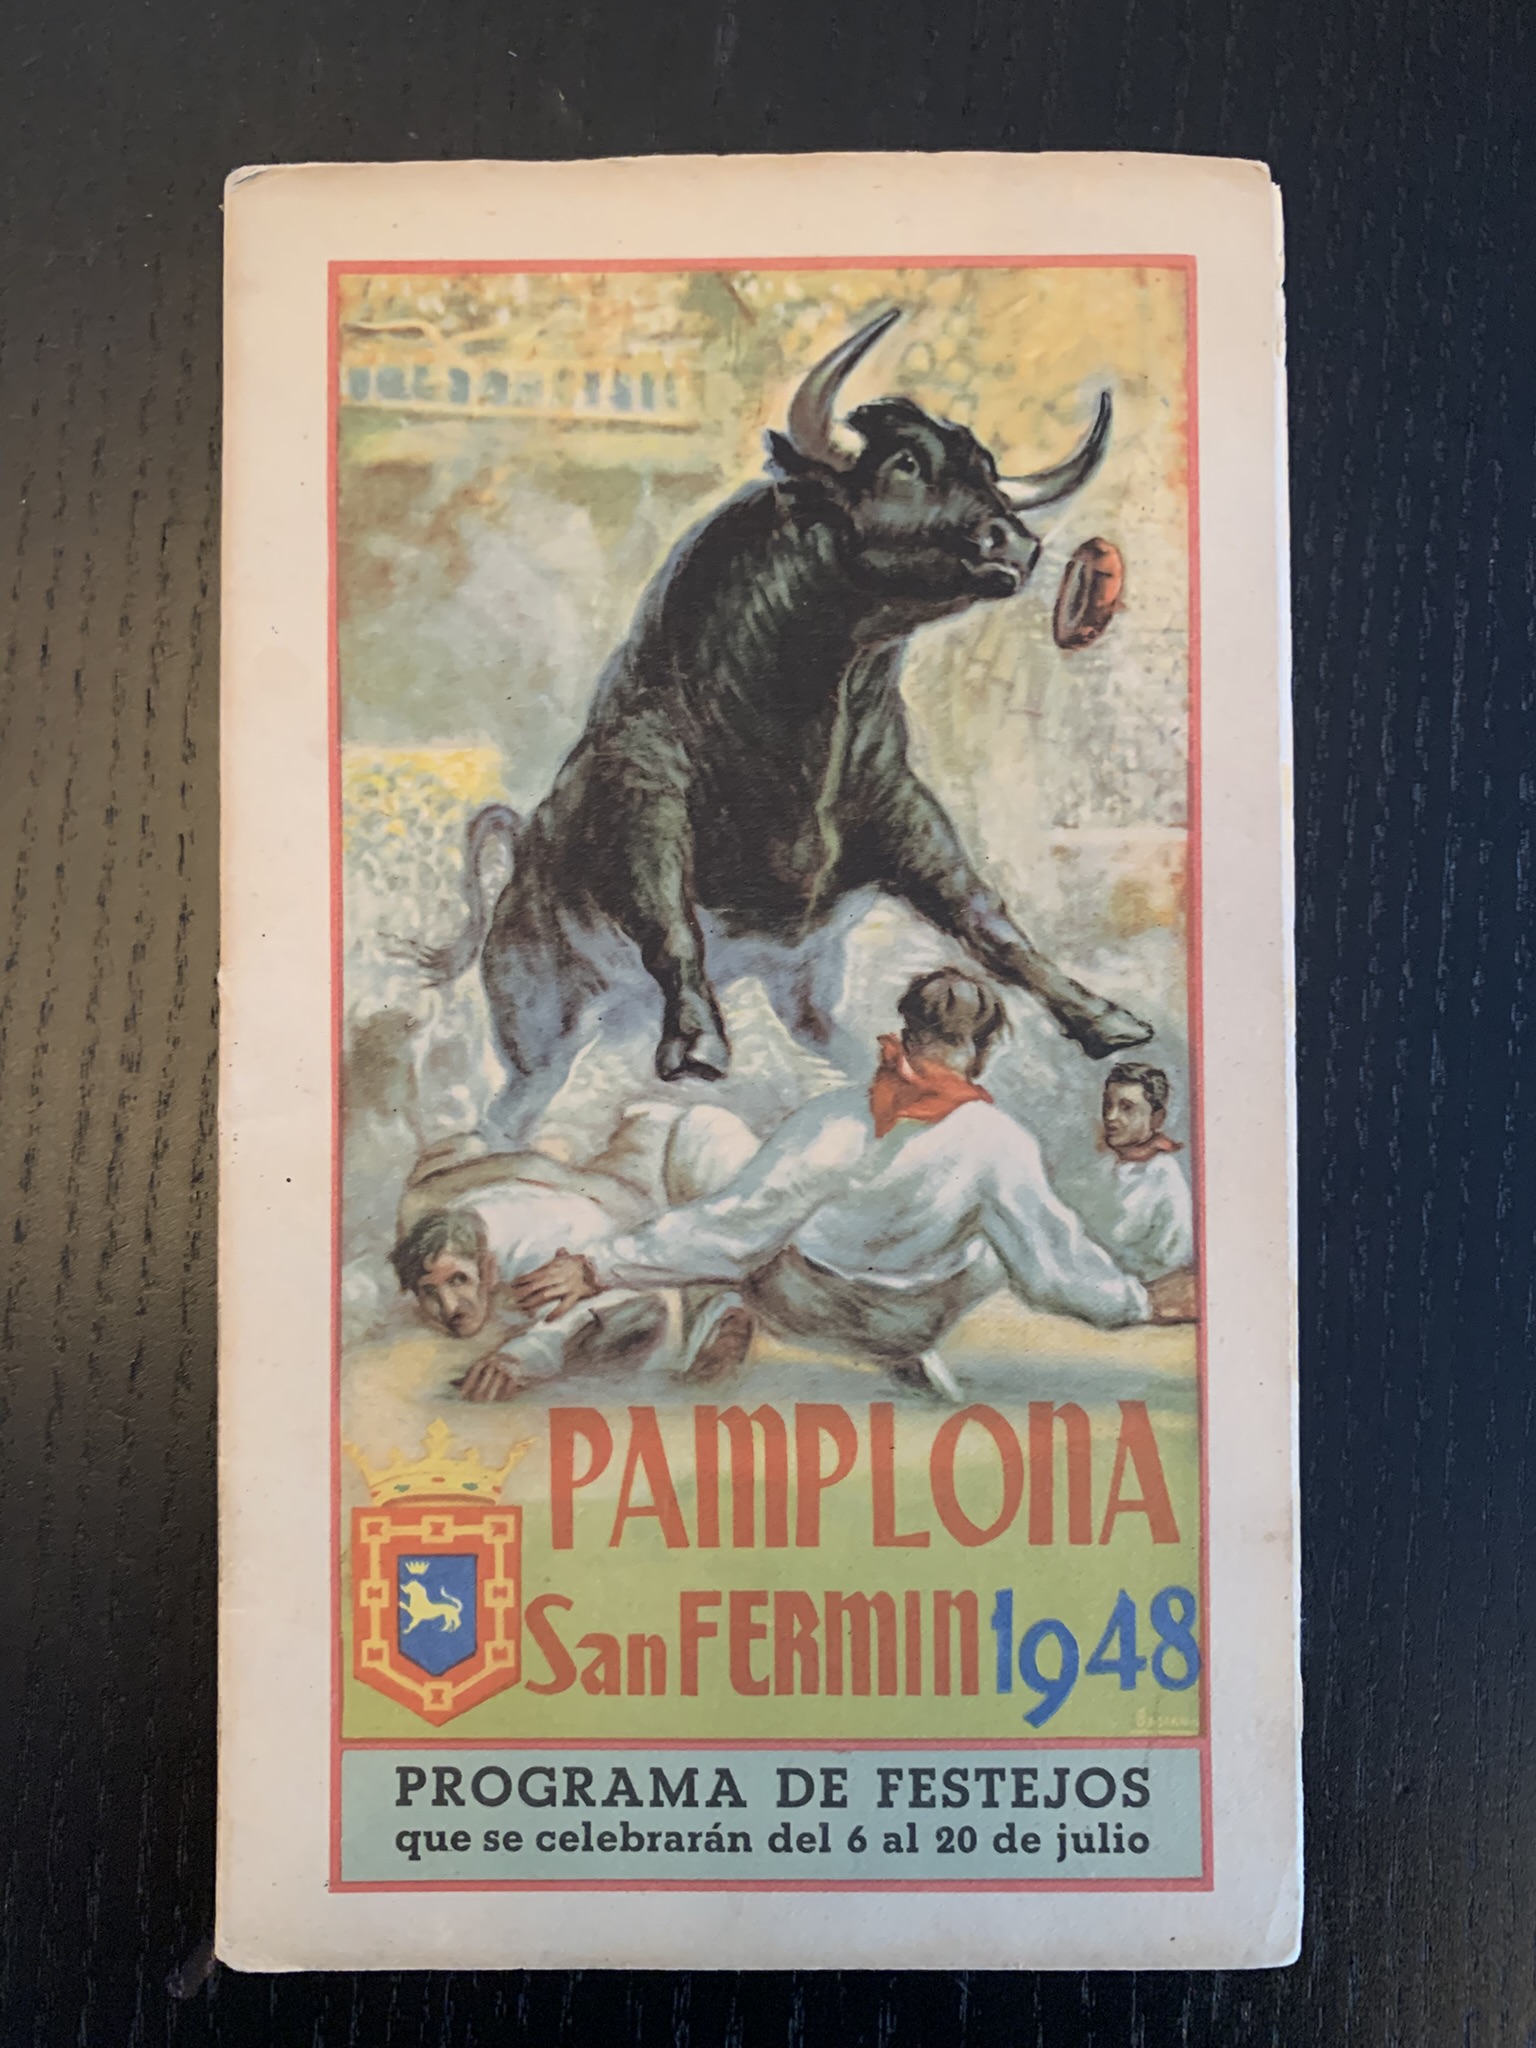 PAMPLONA
San FERMIN 1948
PROGRAMA DE FESTEJOS
que se celebrarán del 6 al 20 de julio